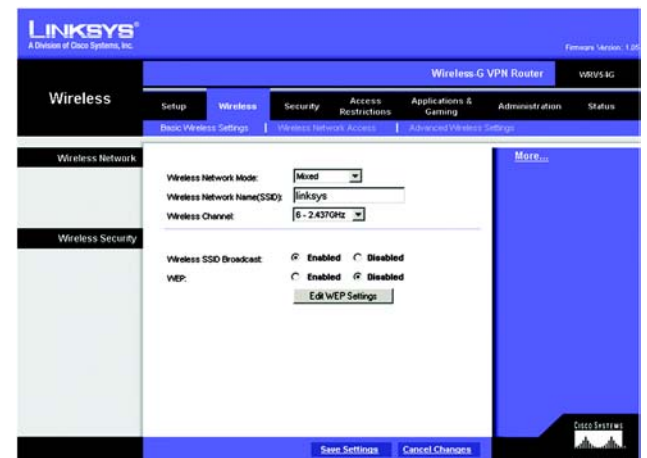 LINKSYS®
A Division of Cisco Systems, Inc.
Firmware Version: 1.05
Wireless-G VPN Router WRV54G
Wireless
Setup Wireless Security Access Restrictions Applications & Gaming Administration Status
Basic Wireless Settings | Wireless Network Access | Advanced Wireless Settings
Wireless Network
More...
Wireless Network Mode: Mixed
Wireless Network Name(SSID): linksys
Wireless Channel: 6 - 2.437GHz
Wireless Security
Wireless SSID Broadcast: Enabled Disabled
WEP: Enabled Disabled
Edit WEP Settings
Save Settings Cancel Changes
CISCO SYSTEMS